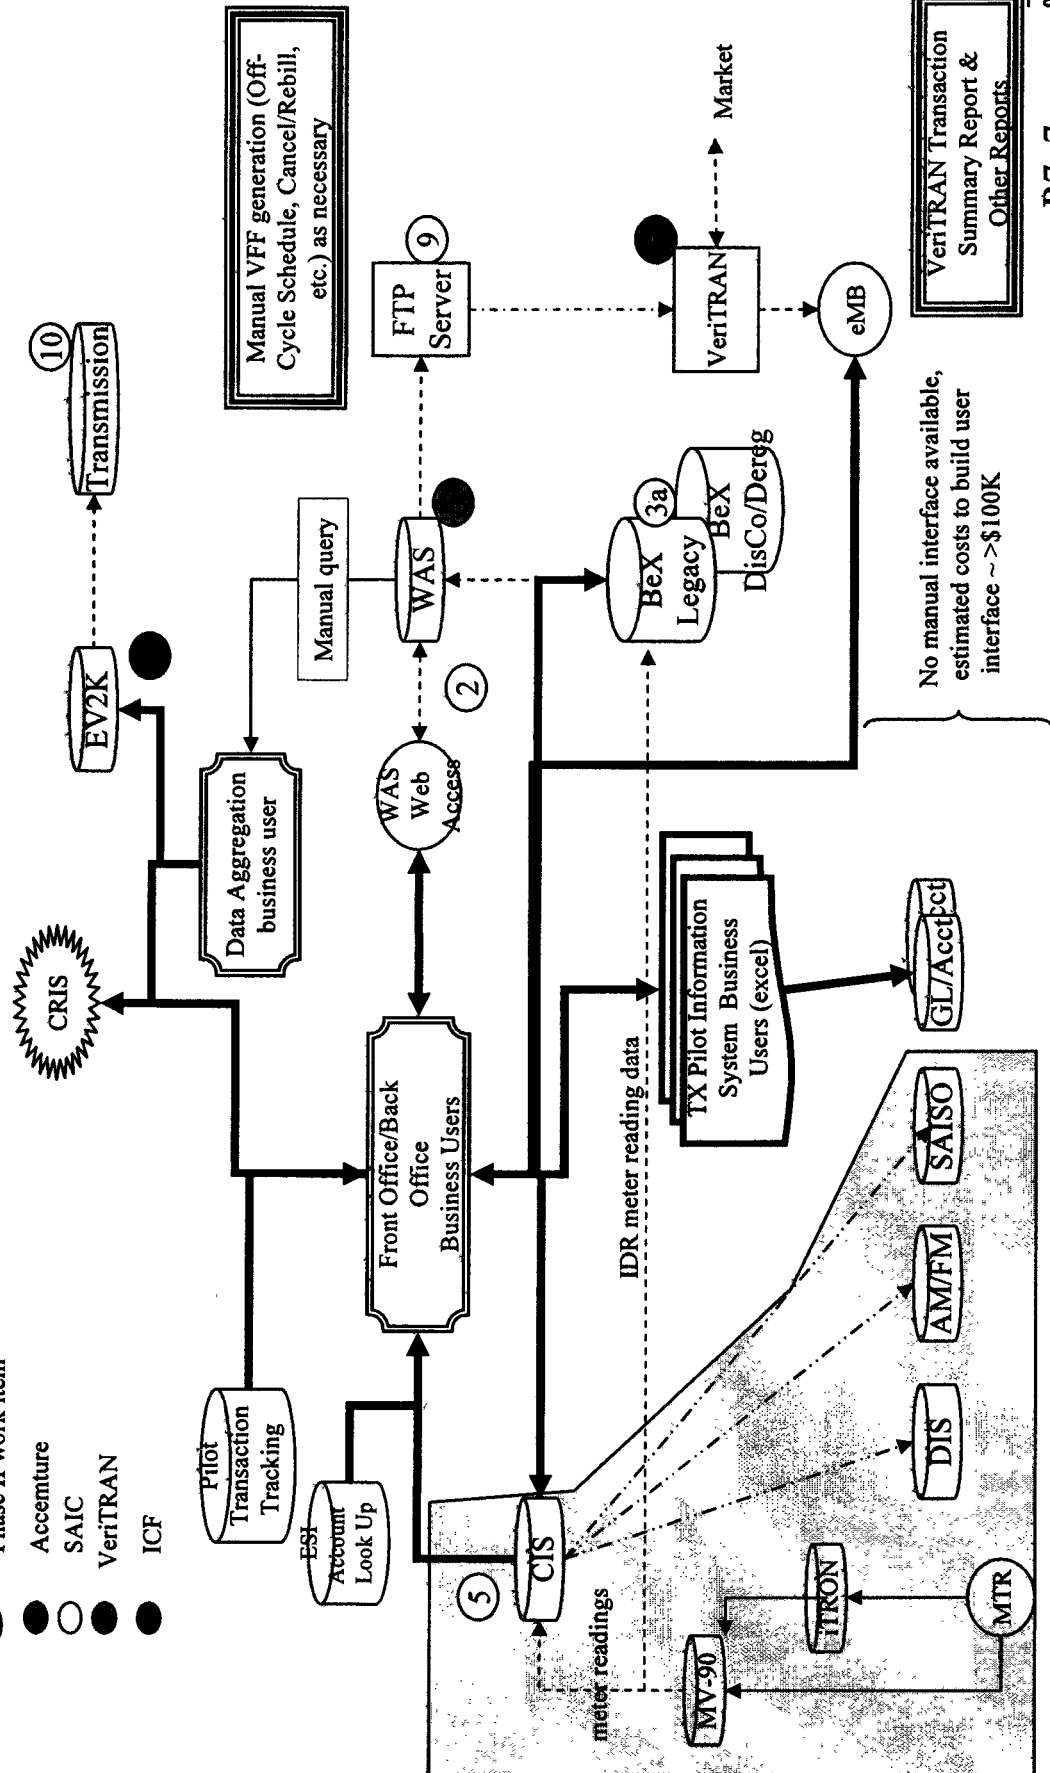 Phase II work item
Accenture
SAIC
VeriTRAN
ICF
CRIS
EV2K
10
Transmission
Pilot
Transaction
Tracking
Data Aggregation
business user
Manual VFF generation (Off-
Cycle Schedule, Cancel/Rebill,
etc.) as necessary
ESI
Account
Look Up
Front Office/Back
Office
Business Users
WAS
Web
Access
2
Manual query
WAS
FTP
Server
9
5
CIS
meter readings
IDR meter reading data
BeX
Legacy
3a
BeX
DisCo/Dereg
VeriTRAN
Market
MV-90
iTRON
MTR
DIS
AM/FM
SAISO
TX Pilot Information
System Business
Users (excel)
GL/Acct
cct
eMB
No manual interface available,
estimated costs to build user
interface ~ >$100K
VeriTRAN Transaction
Summary Report &
Other Reports